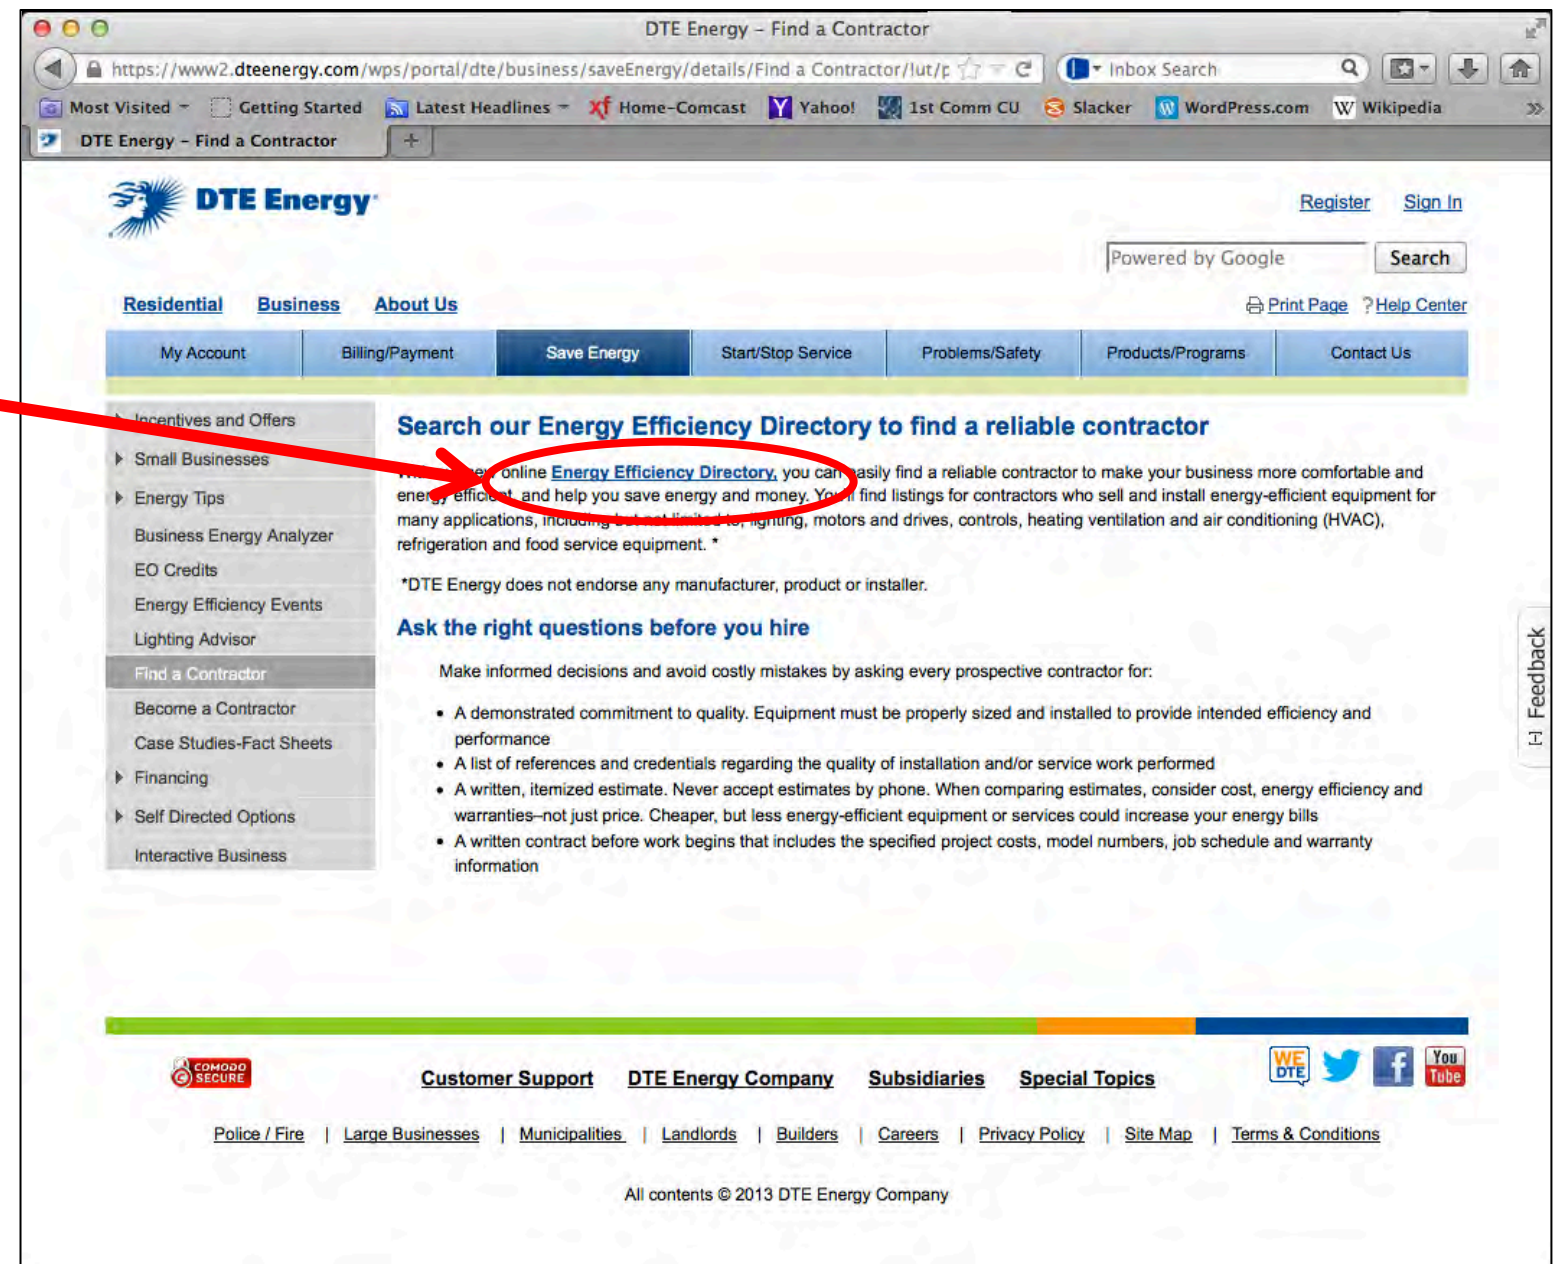 DTE Energy – Find a Contractor
https://www2.dteenergy.com/wps/portal/dte/business/saveEnergy/details/Find a Contractor/!ut/p
Inbox Search
Most Visited
Getting Started
Latest Headlines
Home-Comcast
Yahoo!
1st Comm CU
Slacker
WordPress.com
Wikipedia
DTE Energy – Find a Contractor
DTE Energy
Register
Sign In
Powered by Google
Search
Residential
Business
About Us
Print Page
?Help Center
My Account
Billing/Payment
Save Energy
Start/Stop Service
Problems/Safety
Products/Programs
Contact Us
Incentives and Offers
Small Businesses
Energy Tips
Business Energy Analyzer
EO Credits
Energy Efficiency Events
Lighting Advisor
Find a Contractor
Become a Contractor
Case Studies-Fact Sheets
Financing
Self Directed Options
Interactive Business
Search our Energy Efficiency Directory to find a reliable contractor
online Energy Efficiency Directory, you can easily find a reliable contractor to make your business more comfortable and
energy efficient, and help you save energy and money. You'll find listings for contractors who sell and install energy-efficient equipment for
many applications, including but not limited to, lighting, motors and drives, controls, heating ventilation and air conditioning (HVAC),
refrigeration and food service equipment. *
*DTE Energy does not endorse any manufacturer, product or installer.
Ask the right questions before you hire
Make informed decisions and avoid costly mistakes by asking every prospective contractor for:
• A demonstrated commitment to quality. Equipment must be properly sized and installed to provide intended efficiency and
performance
• A list of references and credentials regarding the quality of installation and/or service work performed
• A written, itemized estimate. Never accept estimates by phone. When comparing estimates, consider cost, energy efficiency and
warranties–not just price. Cheaper, but less energy-efficient equipment or services could increase your energy bills
• A written contract before work begins that includes the specified project costs, model numbers, job schedule and warranty
information
[-] Feedback
COMODO
SECURE
Customer Support
DTE Energy Company
Subsidiaries
Special Topics
WE
DTE
You
Tube
Police / Fire | Large Businesses | Municipalities | Landlords | Builders | Careers | Privacy Policy | Site Map | Terms & Conditions
All contents © 2013 DTE Energy Company